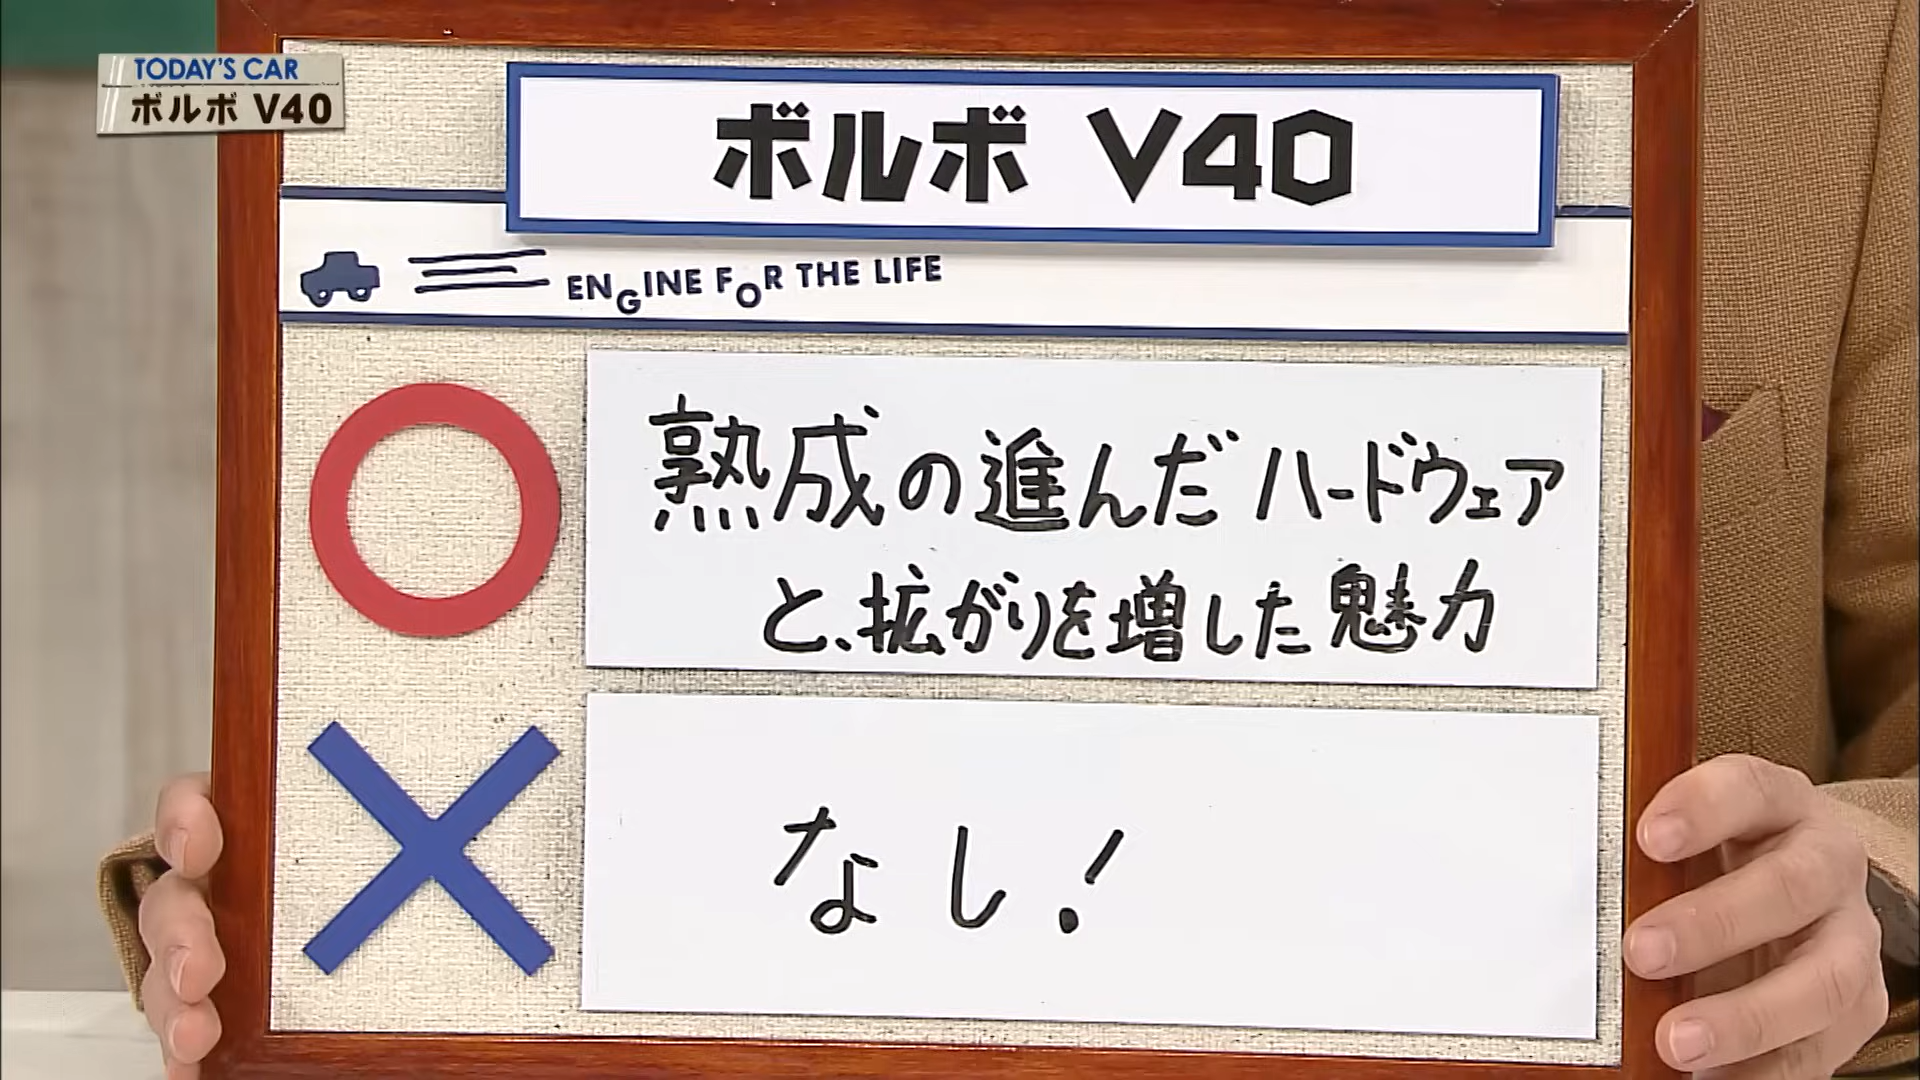 TODAY'S CAR
ボルボ V40
ボルボ V40
ENGINE FOR THE LIFE
熟成の進んだ ハードウェア
と、拡がりを増した魅力
なし!